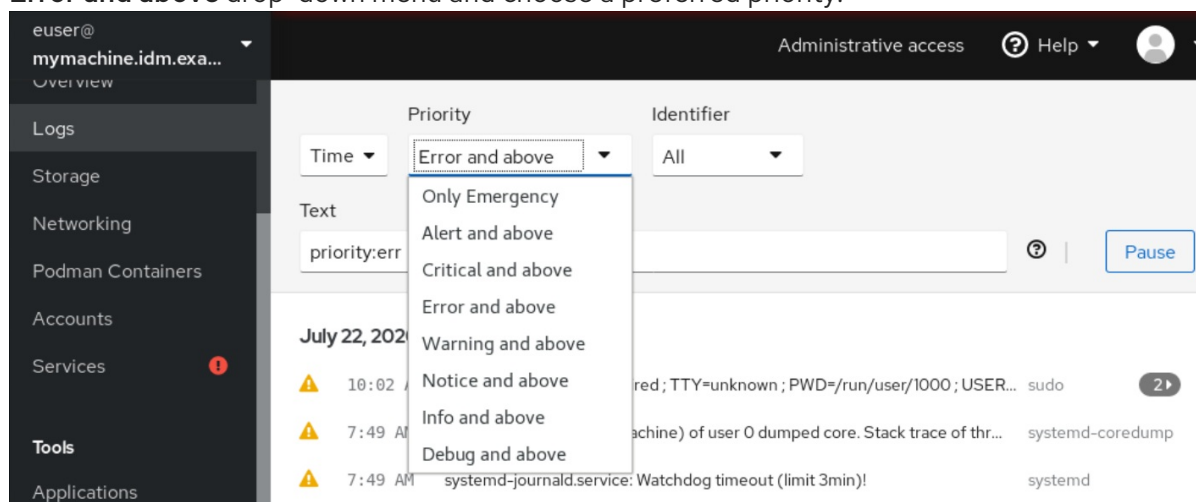 Error and above drop-down menu and choose a preferred priority.
euser@
mymachine.idm.exa...
Administrative access
Help
Overview
Logs
Storage
Networking
Podman Containers
Accounts
Services
Tools
Applications
Priority
Identifier
Time
Error and above
All
Only Emergency
Alert and above
Critical and above
Error and above
Warning and above
Notice and above
Info and above
Debug and above
Text
priority:err
Pause
July 22, 202
10:02
red ; TTY=unknown ; PWD=/run/user/1000 ; USER... sudo 2
7:49 AM
achine) of user 0 dumped core. Stack trace of thr... systemd-coredump
7:49 AM systemd-journald.service: Watchdog timeout (limit 3min)! systemd